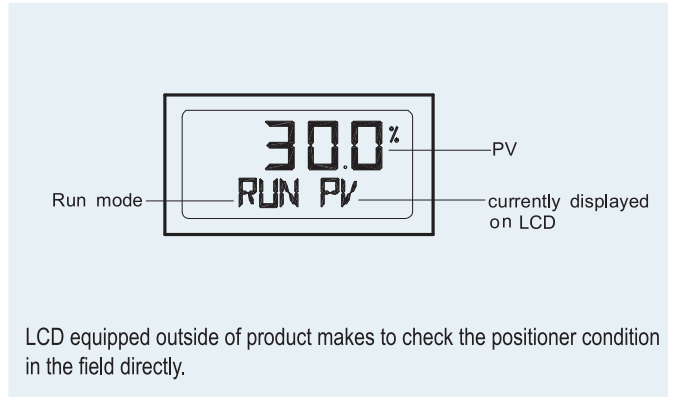 30.0%
PV
Run mode
RUN PV
currently displayed
on LCD
LCD equipped outside of product makes to check the positioner condition
in the field directly.